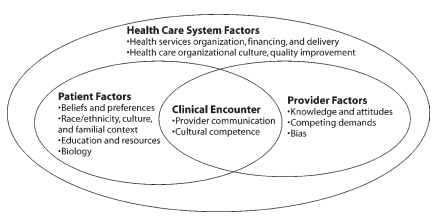 Health Care System Factors
•Health services organization, financing, and delivery
•Health care organizational culture, quality improvement
Patient Factors
•Beliefs and preferences
•Race/ethnicity, culture,
and familial context
•Education and resources
•Biology
Clinical Encounter
•Provider communication
•Cultural competence
Provider Factors
•Knowledge and attitudes
•Competing demands
•Bias